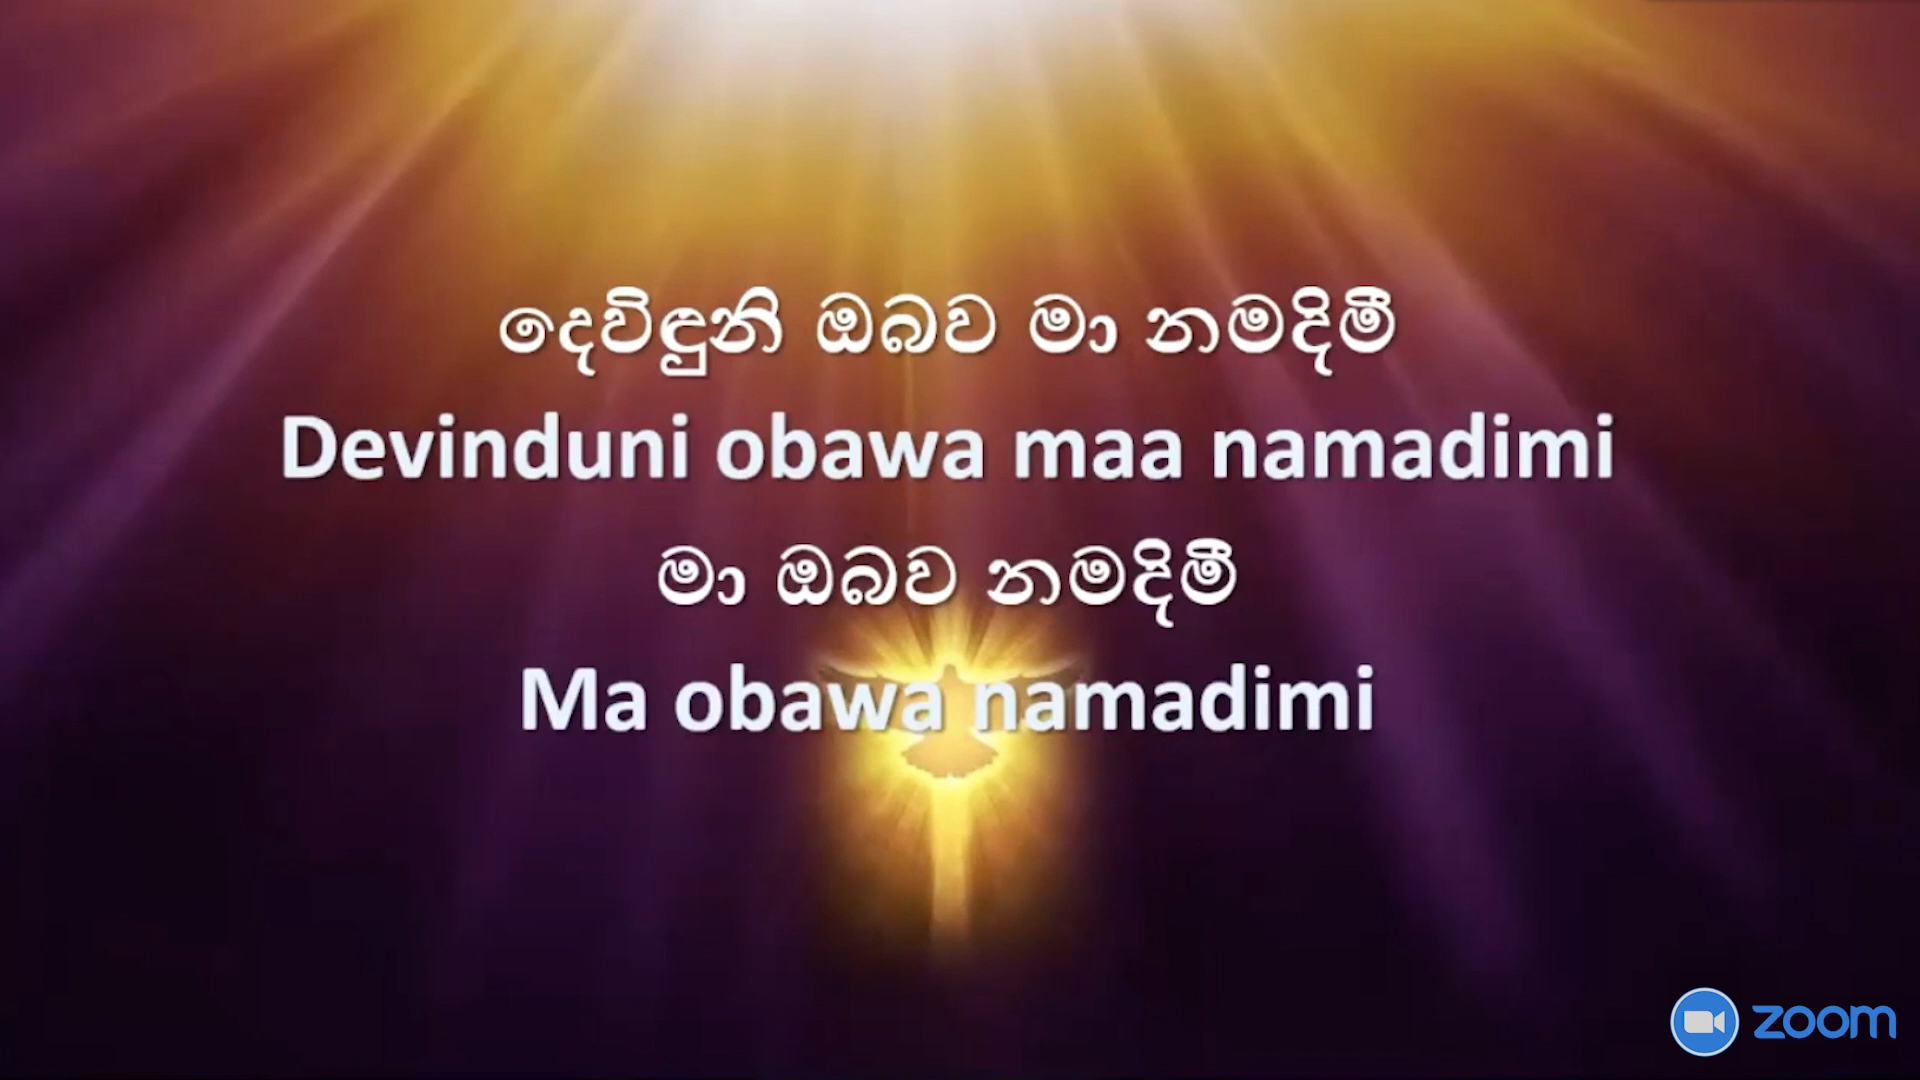 දෙවිඳුනි ඔබව මා නමදිමී
Devinduni obawa maa namadimi
මා ඔබව නමදිමී
Ma obawa namadimi
zoom